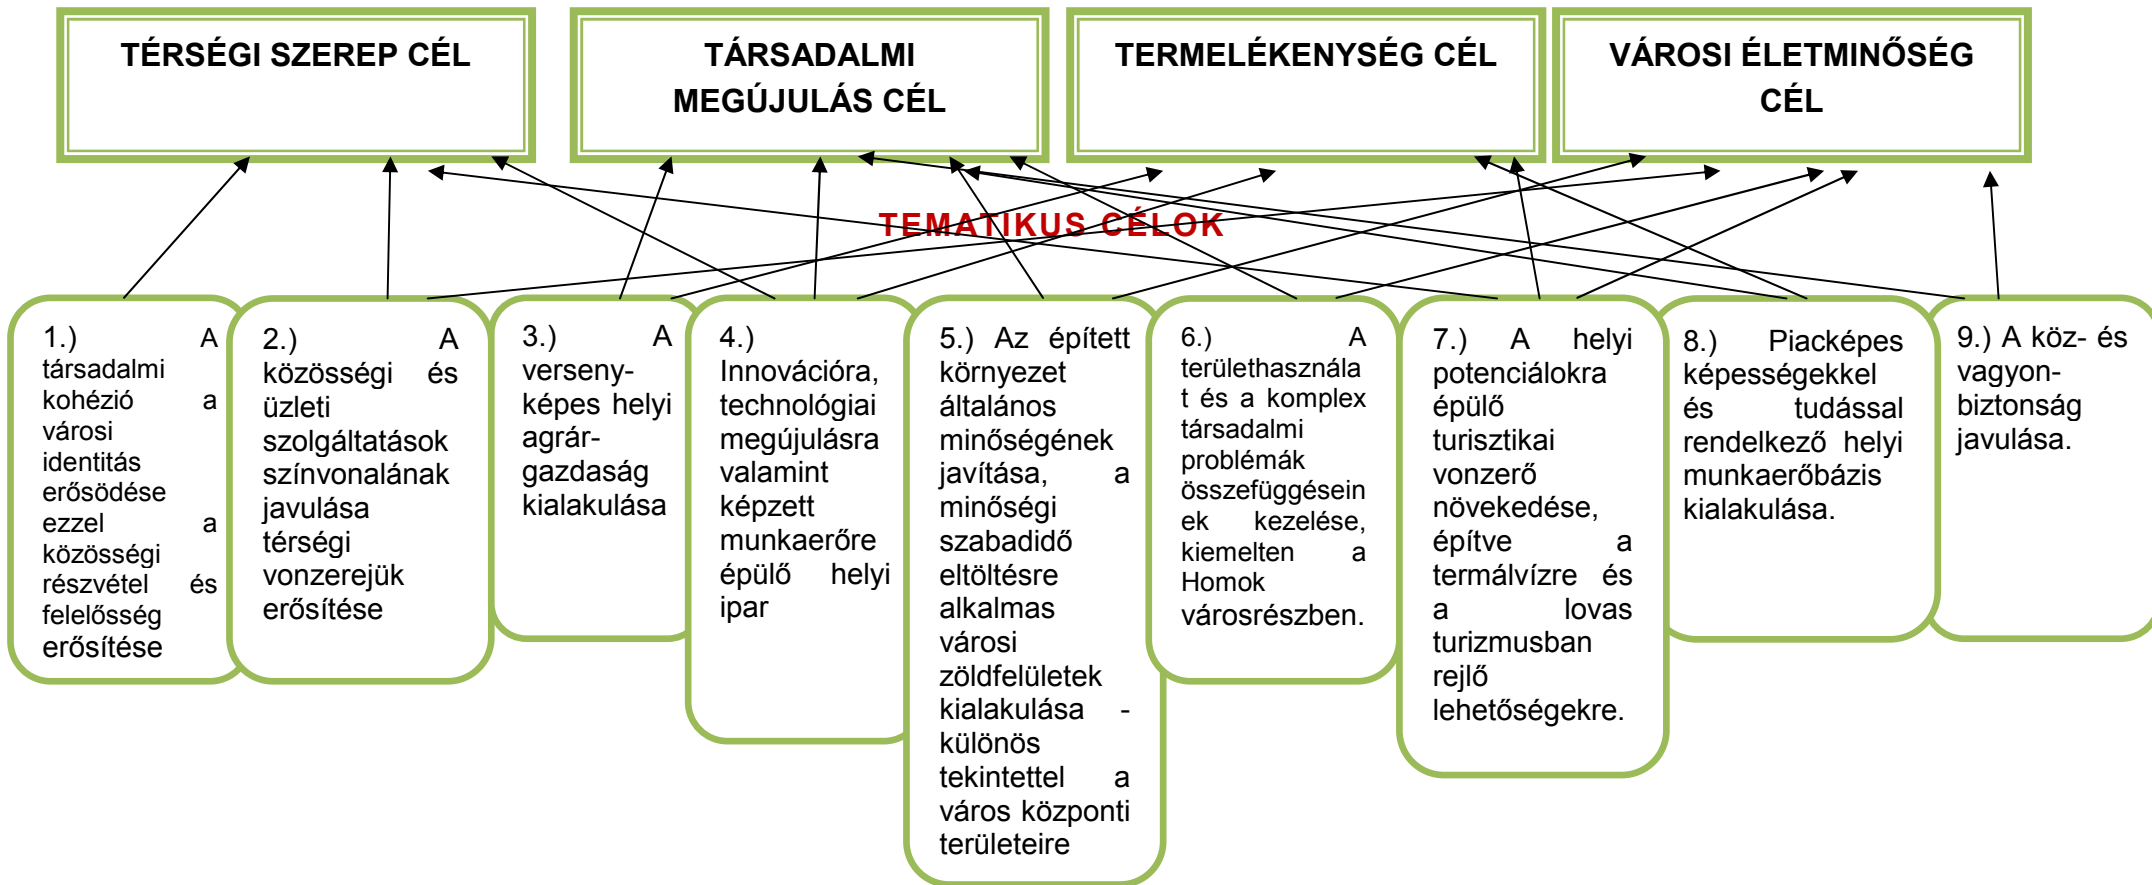 TÉRSÉGI SZEREP CÉL
TÁRSADALMI
MEGÚJULÁS CÉL
TERMELÉKENYSÉG CÉL
VÁROSI ÉLETMINŐSÉG
CÉL
TEMATIKUS CÉLOK
1.) A
társadalmi
kohézió a
városi
identitás
erősödése
ezzel a
közösségi
részvétel és
felelősség
erősítése
2.) A
közösségi és
üzleti
szolgáltatások
színvonalának
javulása
térségi
vonzerejük
erősítése
3.) A
verseny-
képes helyi
agrár-
gazdaság
kialakulása
4.)
Innovációra,
technológiai
megújulásra
valamint
képzett
munkaerőre
épülő helyi
ipar
5.) Az épített
környezet
általános
minőségének
javítása, a
minőségi
szabadidő
eltöltésre
alkalmas
városi
zöldfelületek
kialakulása -
különös
tekintettel a
város központi
területeire
6.) A
területhasznála
t és a komplex
társadalmi
problémák
összefüggésein
ek kezelése,
kiemelten a
Homok
városrészben.
7.) A helyi
potenciálokra
épülő
turisztikai
vonzerő
növekedése,
építve a
termálvízre és
a lovas
turizmusban
rejlő
lehetőségekre.
8.) Piacképes
képességekkel
és tudással
rendelkező helyi
munkaerőbázis
kialakulása.
9.) A köz- és
vagyon-
biztonság
javulása.